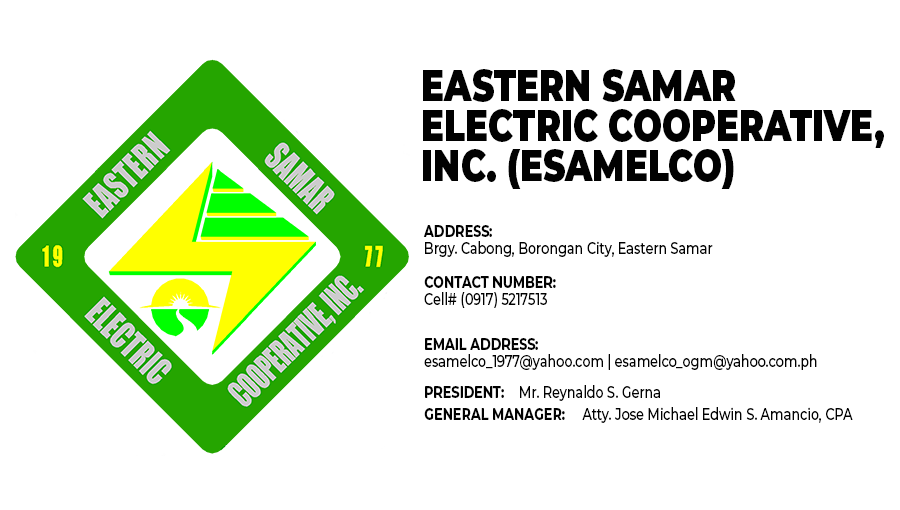 EASTERN
SAMAR
19
77
ELECTRIC
COOPERATIVE, INC.
EASTERN SAMAR
ELECTRIC COOPERATIVE,
INC. (ESAMELCO)
ADDRESS:
Brgy. Cabong, Borongan City, Eastern Samar
CONTACT NUMBER:
Cell# (0917) 5217513
EMAIL ADDRESS:
esamelco_1977@yahoo.com | esamelco_ogm@yahoo.com.ph
PRESIDENT: Mr. Reynaldo S. Gerna
GENERAL MANAGER: Atty. Jose Michael Edwin S. Amancio, CPA